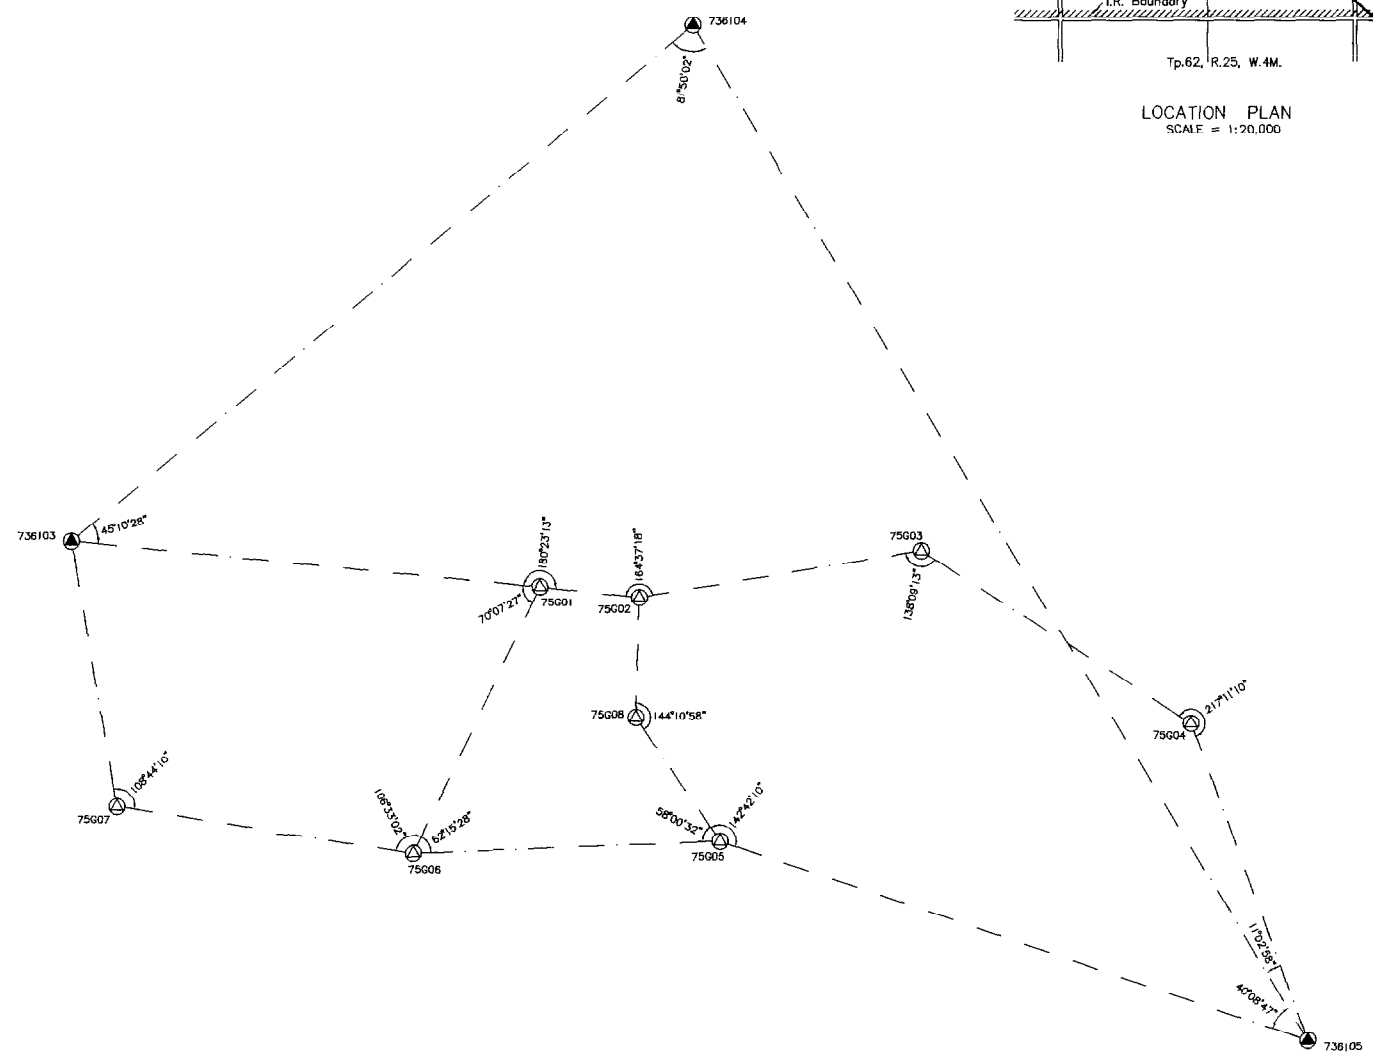 736104
I.R. Boundary
81°50'02"
Tp.62, R.25, W.4M.
LOCATION PLAN
SCALE = 1:20,000
736103
45°10'28"
180°23'13"
164°37'18"
75G03
70°07'27"
75G01
75G02
138°09'13"
217°11'10"
75G08
144°10'58"
75G04
108°44'10"
75G07
106°33'02"
62°15'28"
58°00'32"
142°42'10"
75G06
75G05
11°02'58"
40°08'47"
736105